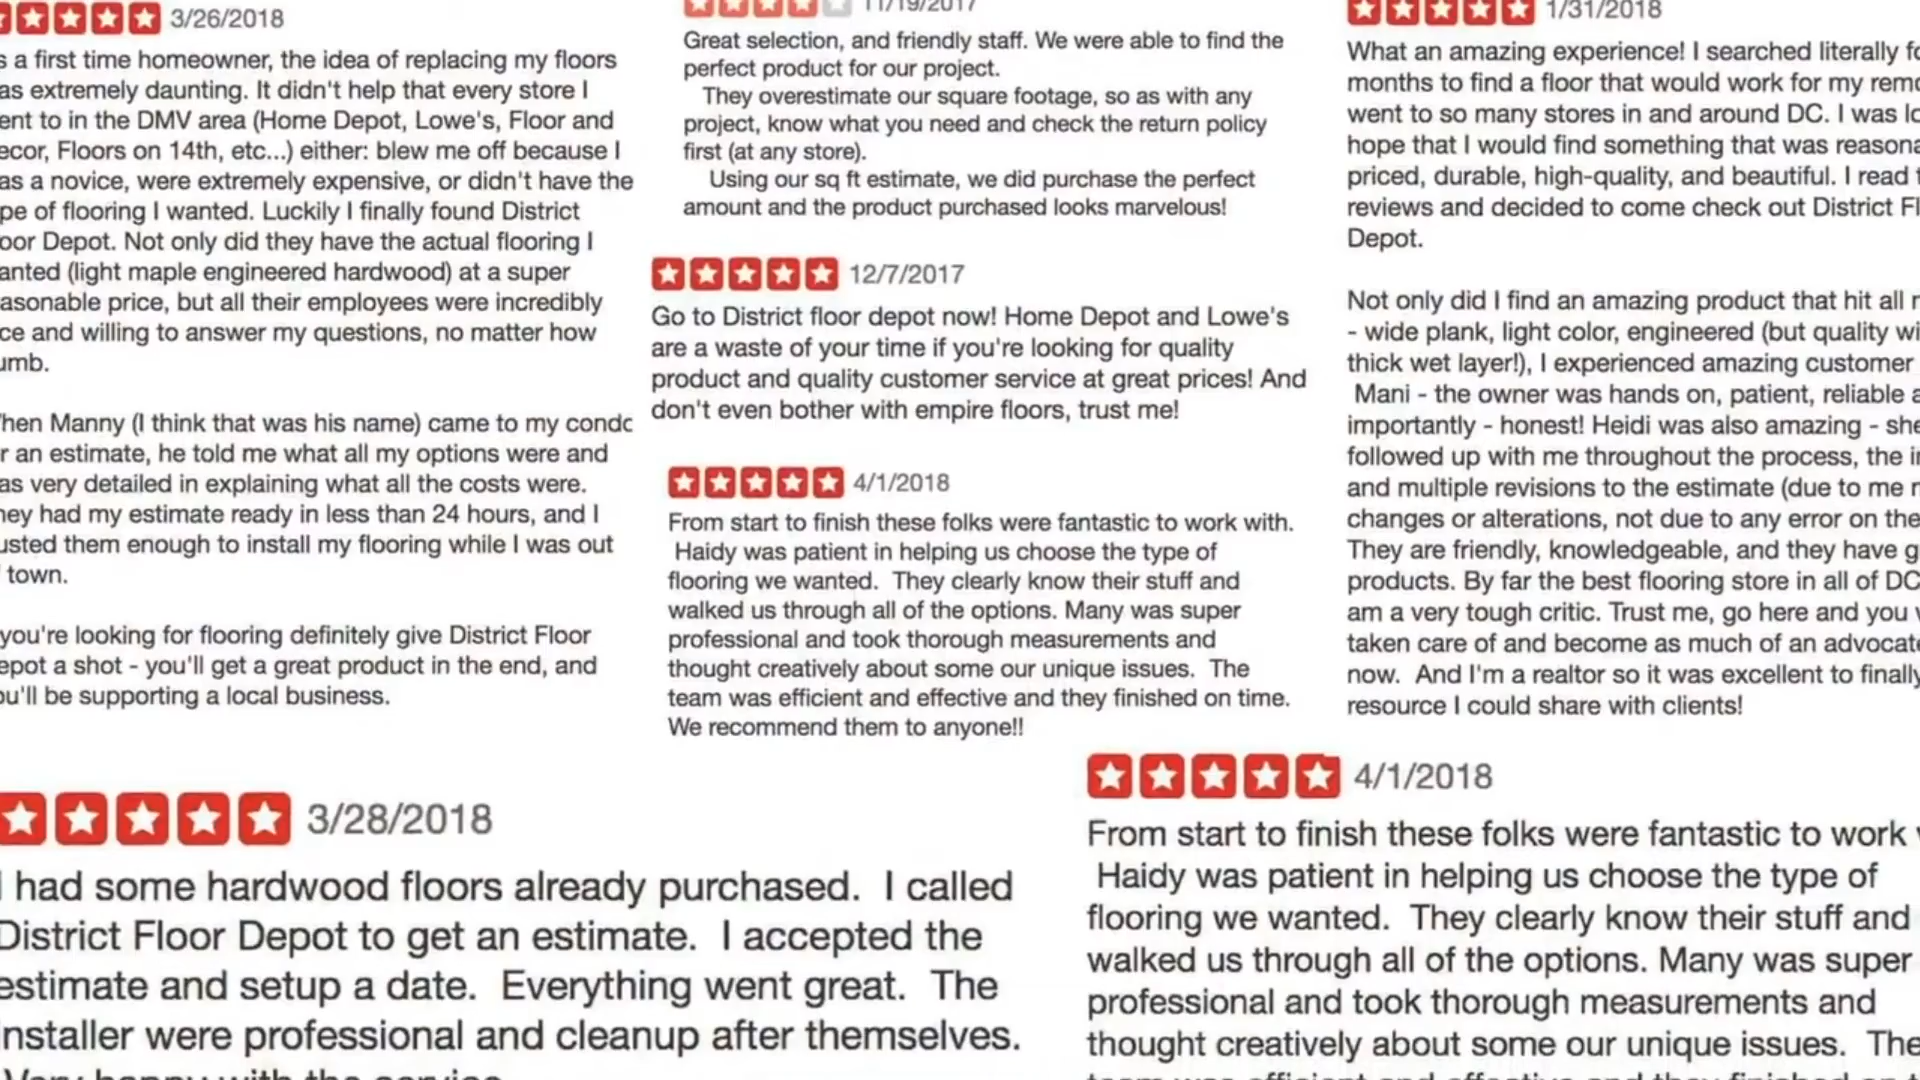 3/26/2018
a first time homeowner, the idea of replacing my floors
extremely daunting. It didn't help that every store I
to in the DMV area (Home Depot, Lowe's, Floor and
Floors on 14th, etc...) either: blew me off because I
a novice, were extremely expensive, or didn't have the
of flooring I wanted. Luckily I finally found District
Depot. Not only did they have the actual flooring I
(light maple engineered hardwood) at a super
price, but all their employees were incredibly
and willing to answer my questions, no matter how
Manny (I think that was his name) came to my condo
an estimate, he told me what all my options were and
very detailed in explaining what all the costs were.
had my estimate ready in less than 24 hours, and I
them enough to install my flooring while I was out
town.
you're looking for flooring definitely give District Floor
a shot - you'll get a great product in the end, and
be supporting a local business.
11/19/2017
Great selection, and friendly staff. We were able to find the
perfect product for our project.
They overestimate our square footage, so as with any
project, know what you need and check the return policy
first (at any store).
Using our sq ft estimate, we did purchase the perfect
amount and the product purchased looks marvelous!
12/7/2017
Go to District floor depot now! Home Depot and Lowe's
are a waste of your time if you're looking for quality
product and quality customer service at great prices! And
don't even bother with empire floors, trust me!
4/1/2018
From start to finish these folks were fantastic to work with.
Haidy was patient in helping us choose the type of
flooring we wanted. They clearly know their stuff and
walked us through all of the options. Many was super
professional and took thorough measurements and
thought creatively about some our unique issues. The
team was efficient and effective and they finished on time.
We recommend them to anyone!!
1/31/2018
What an amazing experience! I searched literally
months to find a floor that would work for my
went to so many stores in and around DC. I was
hope that I would find something that was
priced, durable, high-quality, and beautiful. I read
reviews and decided to come check out District
Depot.
Not only did I find an amazing product that hit all
- wide plank, light color, engineered (but quality
thick wet layer!), I experienced amazing customer
Mani - the owner was hands on, patient, reliable
importantly - honest! Heidi was also amazing -
followed up with me throughout the process, the
and multiple revisions to the estimate (due to me
changes or alterations, not due to any error on the
They are friendly, knowledgeable, and they have
products. By far the best flooring store in all of DC
am a very tough critic. Trust me, go here and you
taken care of and become as much of an advocate
now. And I'm a realtor so it was excellent to finally
resource I could share with clients!
3/28/2018
I had some hardwood floors already purchased. I called
District Floor Depot to get an estimate. I accepted the
estimate and setup a date. Everything went great. The
installer were professional and cleanup after themselves.
Very happy with the service
4/1/2018
From start to finish these folks were fantastic to work
Haidy was patient in helping us choose the type of
flooring we wanted. They clearly know their stuff and
walked us through all of the options. Many was super
professional and took thorough measurements and
thought creatively about some our unique issues. The
team was efficient and effective and they finished on